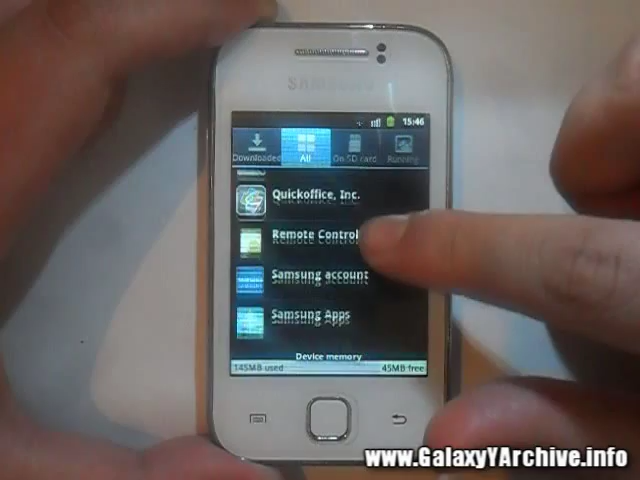 SAMSUNG
15:46
Downloaded All On SD card Running
Quickoffice, Inc.
Remote Control
Samsung account
Samsung Apps
Device memory
145MB used 45MB free
www.GalaxyYArchive.info